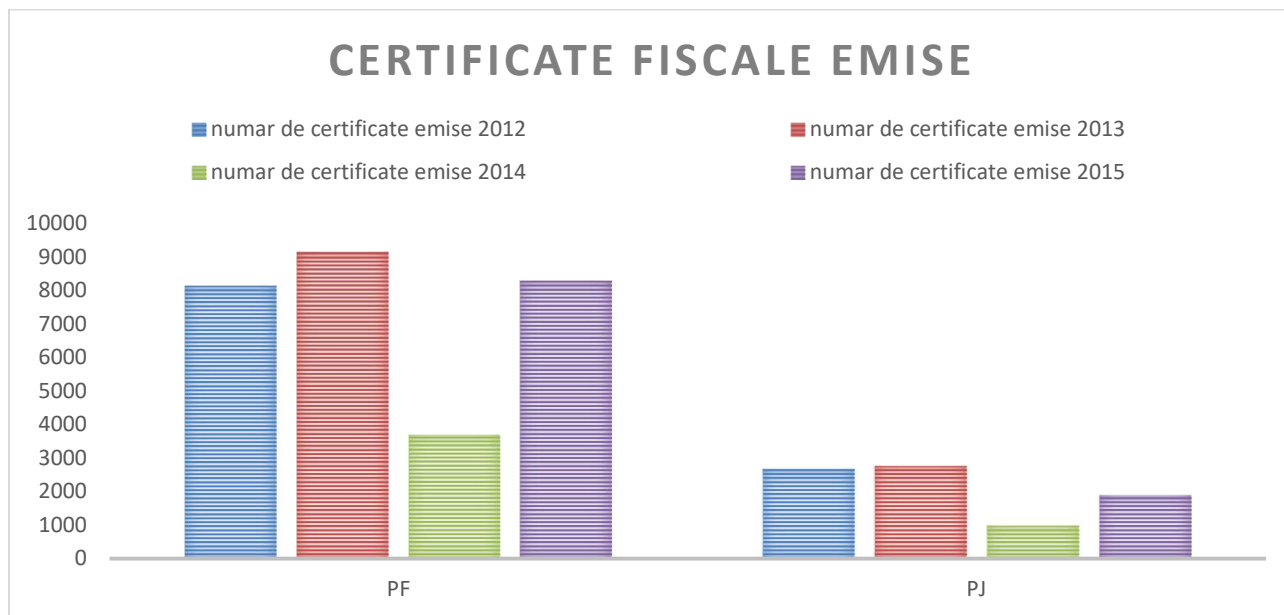 CERTIFICATE FISCALE EMISE
numar de certificate emise 2012
numar de certificate emise 2013
numar de certificate emise 2014
numar de certificate emise 2015
10000
9000
8000
7000
6000
5000
4000
3000
2000
1000
0
PF
PJ